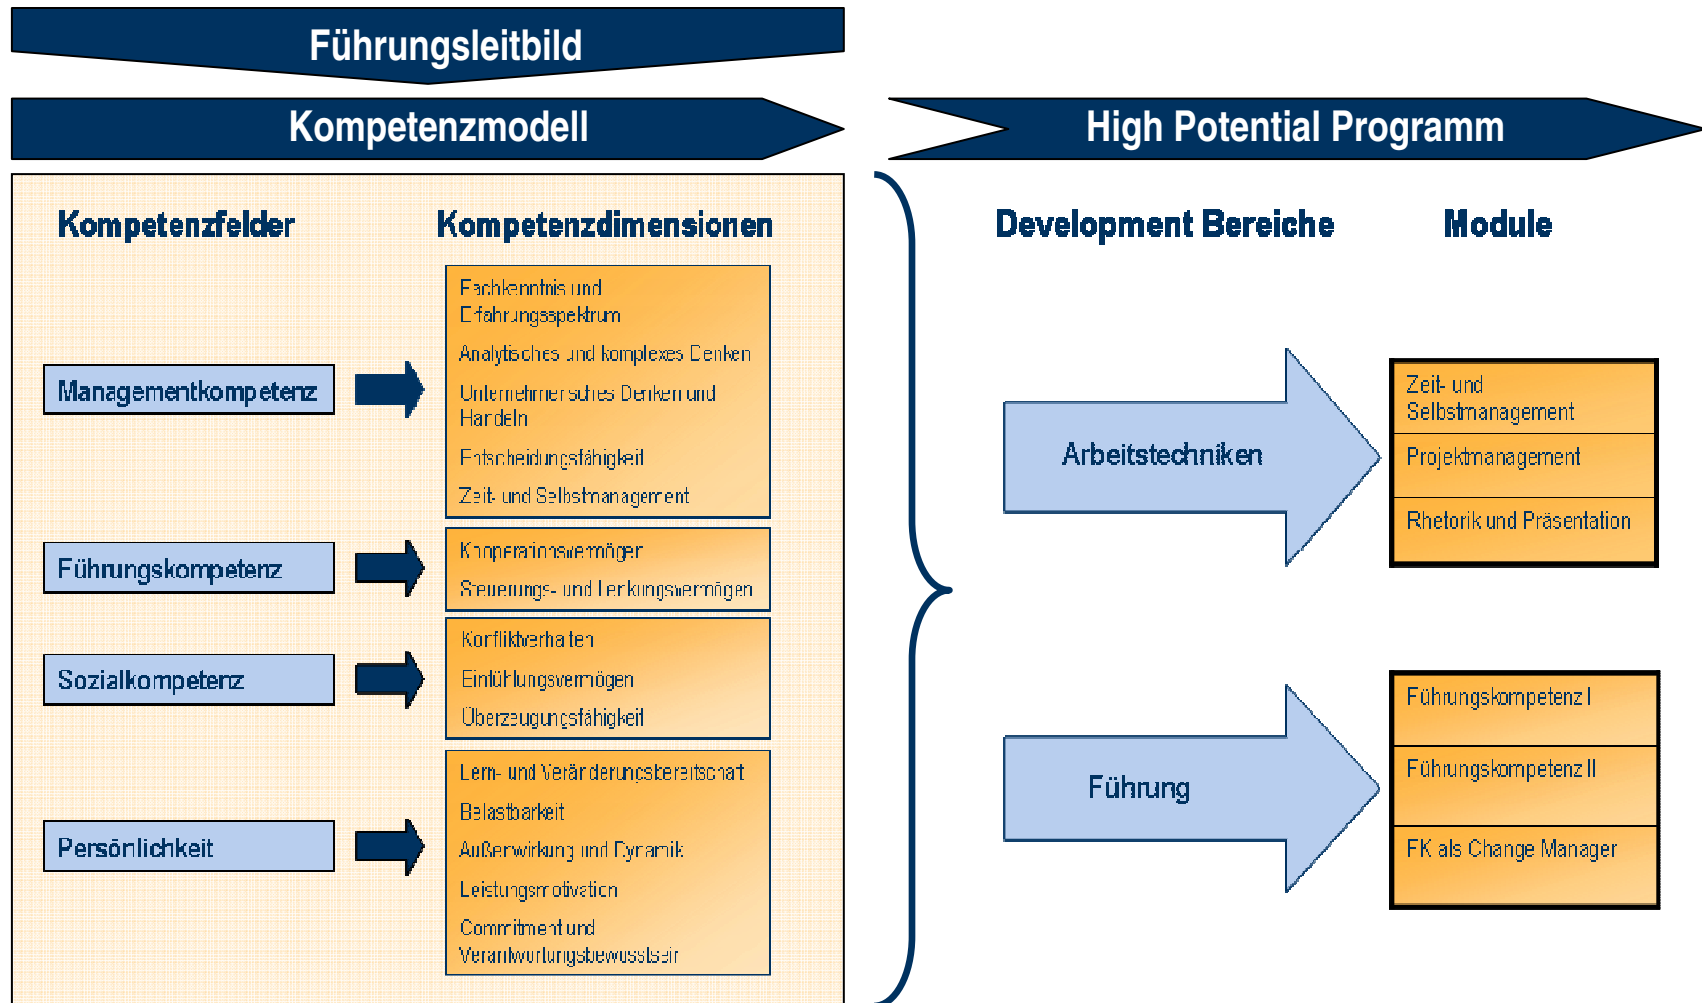 Führungsleitbild
Kompetenzmodell
High Potential Programm
Kompetenzfelder
Kompetenzdimensionen
Managementkompetenz
Fachkenntnis und
Erfahrungsspektrum
Analytisches und komplexes Denken
Unternehmerisches Denken und
Handeln
Entscheidungsfähigkeit
Zeit- und Selbstmanagement
Führungskompetenz
Kooperationsvermögen
Steuerungs- und Lenkungsvermögen
Sozialkompetenz
Konfliktverhalten
Einfühlungsvermögen
Überzeugungsfähigkeit
Persönlichkeit
Lern- und Veränderungsbereitschaft
Belastbarkeit
Außenwirkung und Dynamik
Leistungsmotivation
Commitment und
Verantwortungsbewusstsein
Development Bereiche
Module
Arbeitstechniken
Zeit- und
Selbstmanagement
Projektmanagement
Rhetorik und Präsentation
Führung
Führungskompetenz I
Führungskompetenz II
FK als Change Manager